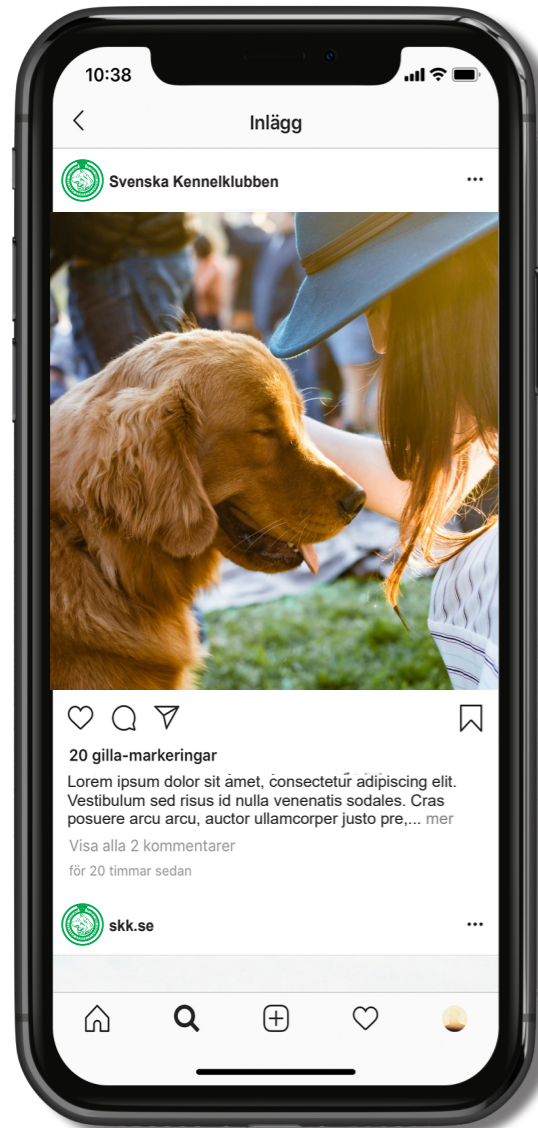 10:38
Inlägg
Svenska Kennelklubben
20 gilla-markeringar
Lorem ipsum dolor sit amet, consectetur adipiscing elit.
Vestibulum sed risus id nulla venenatis sodales. Cras
posuere arcu arcu, auctor ullamcorper justo pre,... mer
Visa alla 2 kommentarer
för 20 timmar sedan
skk.se